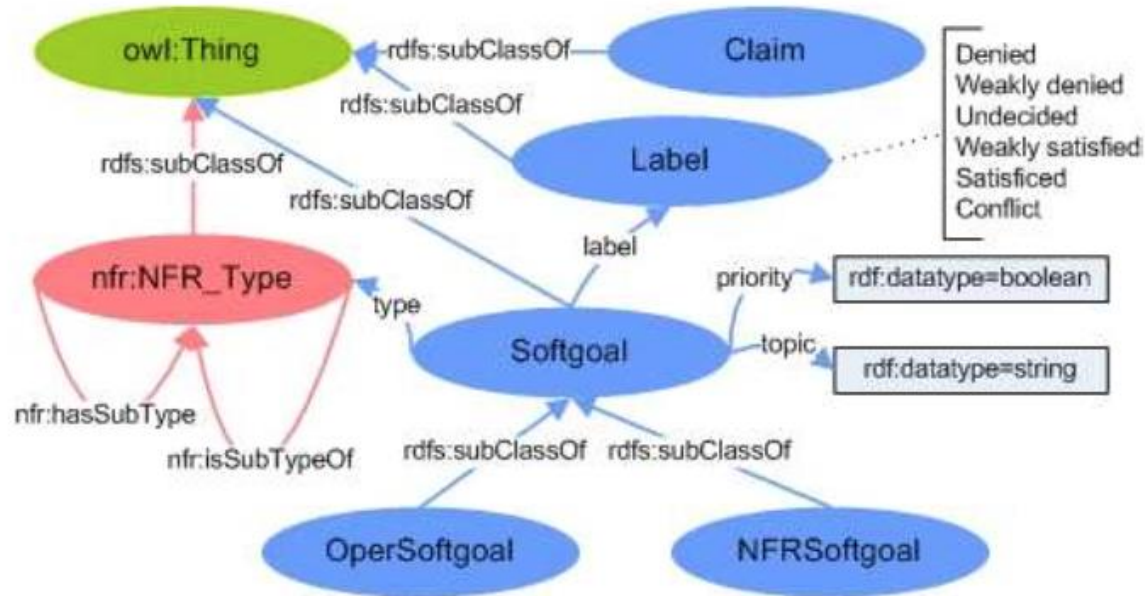 owl:Thing
rdfs:subClassOf
Claim
Denied
Weakly denied
Undecided
Weakly satisfied
Satisficed
Conflict
rdfs:subClassOf
Label
rdfs:subClassOf
rdfs:subClassOf
label
nfr:NFR_Type
type
priority
rdf:datatype=boolean
Softgoal
topic
rdf:datatype=string
nfr:hasSubType
nfr:isSubTypeOf
rdfs:subClassOf
rdfs:subClassOf
OperSoftgoal
NFRSoftgoal